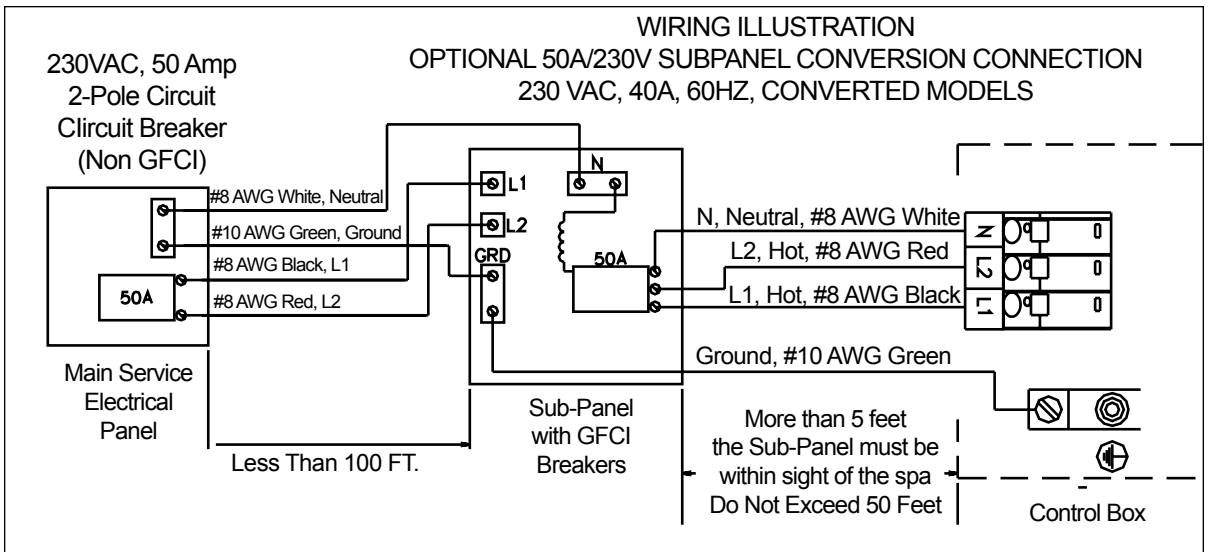 WIRING ILLUSTRATION
OPTIONAL 50A/230V SUBPANEL CONVERSION CONNECTION
230 VAC, 40A, 60HZ, CONVERTED MODELS
230VAC, 50 Amp
2-Pole Circuit
Clircuit Breaker
(Non GFCI)
#8 AWG White, Neutral
#10 AWG Green, Ground
#8 AWG Black, L1
#8 AWG Red, L2
50A
Main Service
Electrical
Panel
Less Than 100 FT.
L1
N
L2
GRD
50A
Sub-Panel
with GFCI
Breakers
N, Neutral, #8 AWG White
L2, Hot, #8 AWG Red
L1, Hot, #8 AWG Black
Ground, #10 AWG Green
More than 5 feet
the Sub-Panel must be
within sight of the spa
Do Not Exceed 50 Feet
N
L2
L1
0
0
0
Control Box